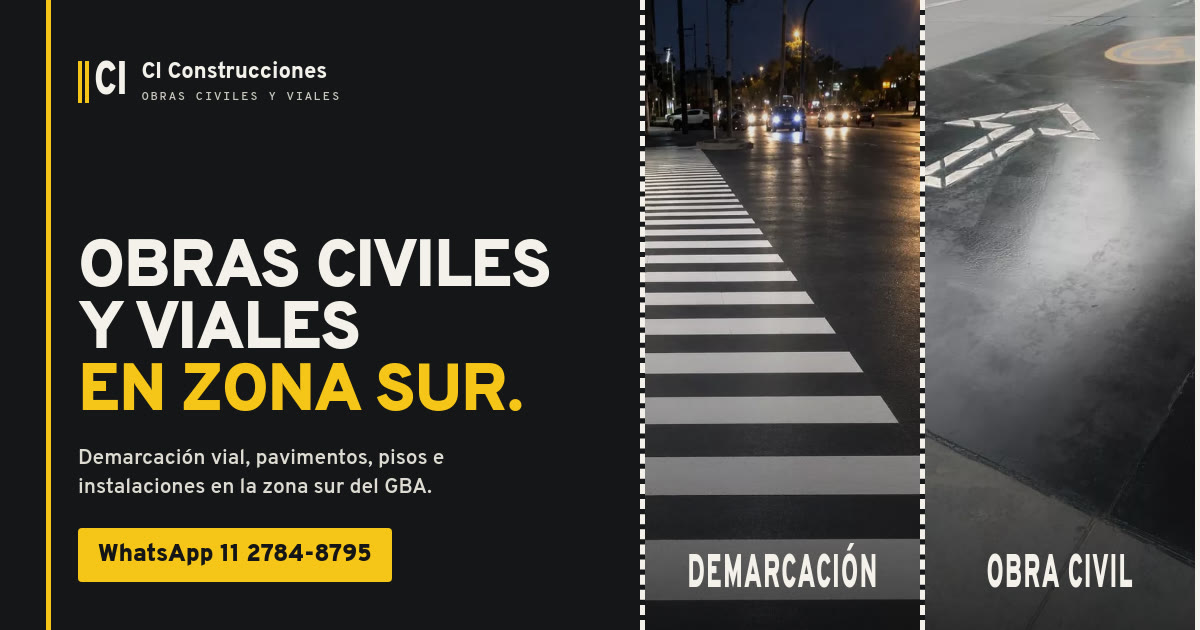 CI
CI Construcciones
OBRAS CIVILES Y VIALES
OBRAS CIVILES
Y VIALES
EN ZONA SUR.
Demarcación vial, pavimentos, pisos e
instalaciones en la zona sur del GBA.
WhatsApp 11 2784-8795
DEMARCACIÓN
OBRA CIVIL